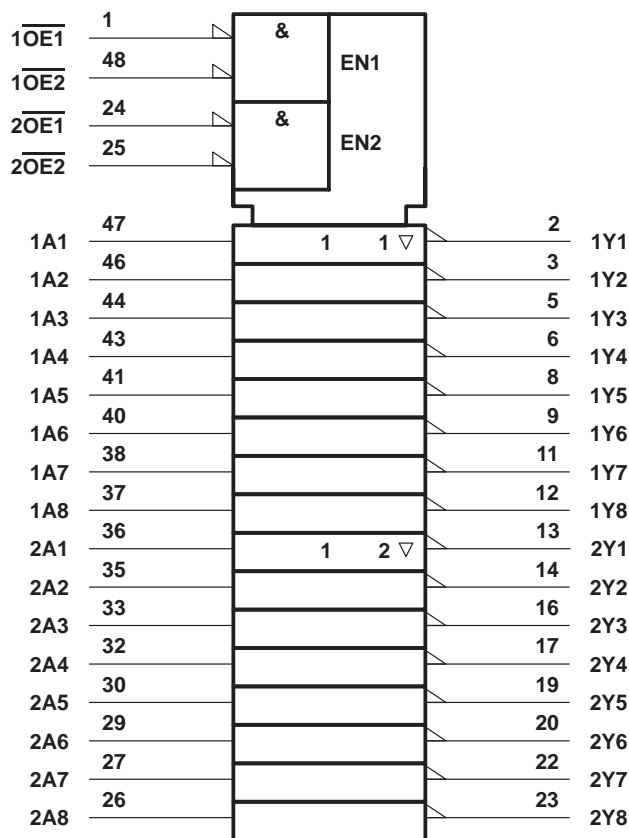 1OE1 1 &
EN1
1OE2 48
2OE1 24 &
EN2
2OE2 25
1A1 47 1 1 ▽ 2 1Y1
1A2 46 3 1Y2
1A3 44 5 1Y3
1A4 43 6 1Y4
1A5 41 8 1Y5
1A6 40 9 1Y6
1A7 38 11 1Y7
1A8 37 12 1Y8
2A1 36 1 2 ▽ 13 2Y1
2A2 35 14 2Y2
2A3 33 16 2Y3
2A4 32 17 2Y4
2A5 30 19 2Y5
2A6 29 20 2Y6
2A7 27 22 2Y7
2A8 26 23 2Y8